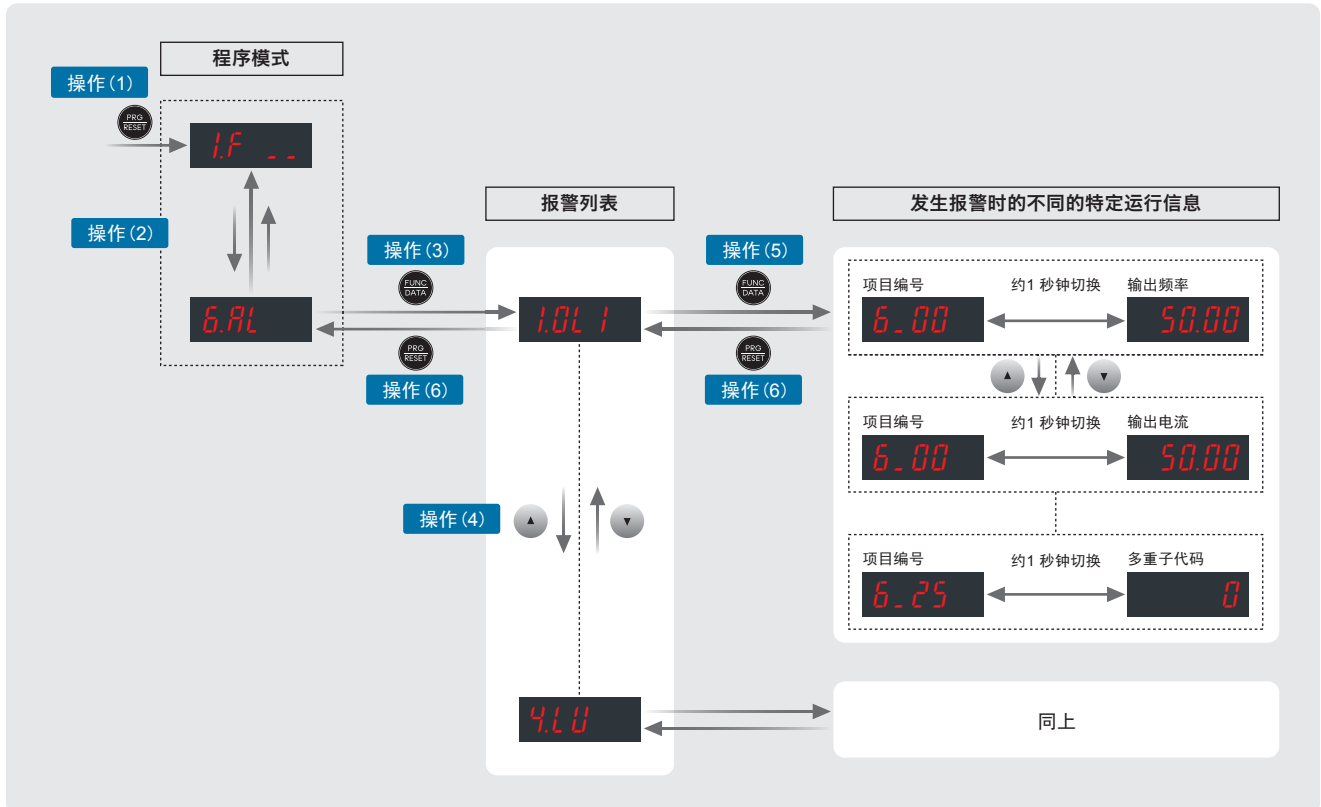 程序模式
操作(1)
PRG
RESET
1.F _ _
操作(2)
6.AL
报警列表
操作(3)
FUNC
DATA
1.OL 1
PRG
RESET
操作(6)
操作(4)
▲
▼
4.LU
发生报警时的不同的特定运行信息
操作(5)
FUNC
DATA
PRG
RESET
操作(6)
项目编号
约1 秒钟切换
输出频率
6_00
50.00
▲
▼
项目编号
约1 秒钟切换
输出电流
6_00
50.00
项目编号
约1 秒钟切换
多重子代码
6_25
0
同上